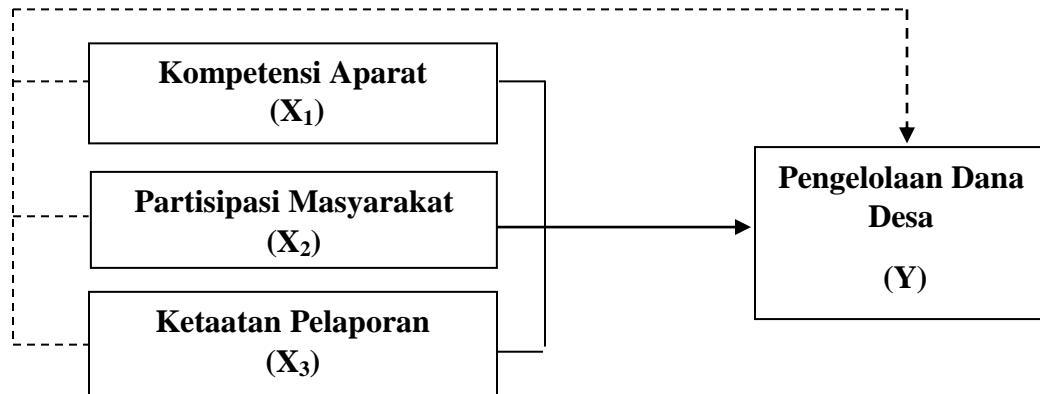 Kompetensi Aparat
(X₁)
Partisipasi Masyarakat
(X₂)
Ketaatan Pelaporan
(X₃)
Pengelolaan Dana
Desa
(Y)